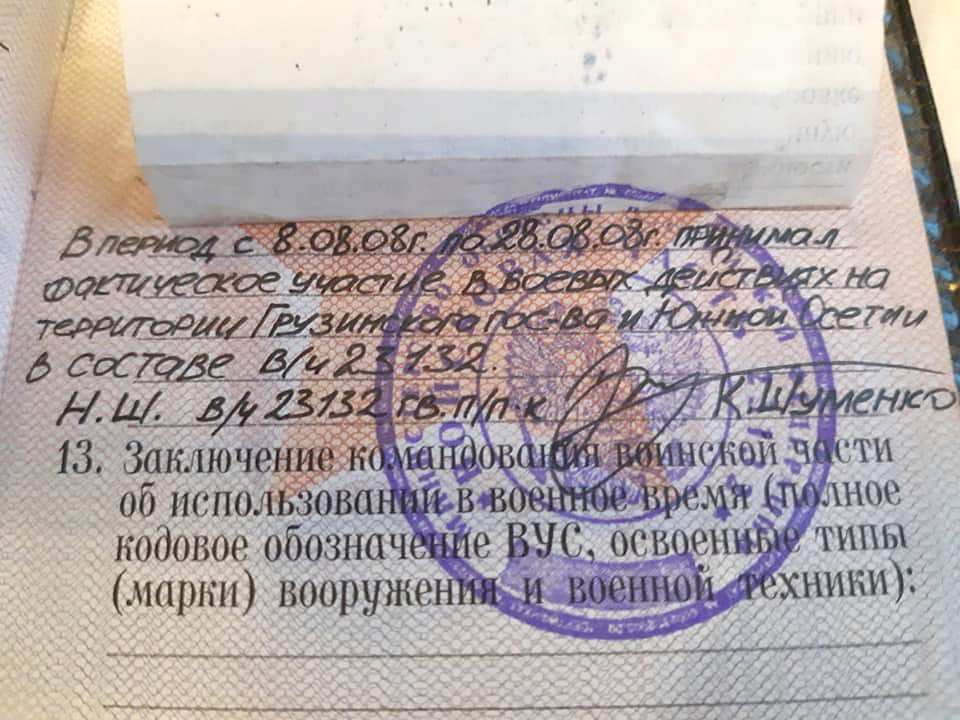 В период с 8.08.08г. по 28.08.08г. принимал
фактическое участие в боевых действиях на
территории Грузинского гос-ва и Южной Осетии
в составе в/ч 23132.
Н.Ш. в/ч 23132 гв.п/п-к К.Шуменко
13. Заключение командования воинской части
об использовании в военное время (полное
кодовое обозначение ВУС, освоенные типы
(марки) вооружения и военной техники):